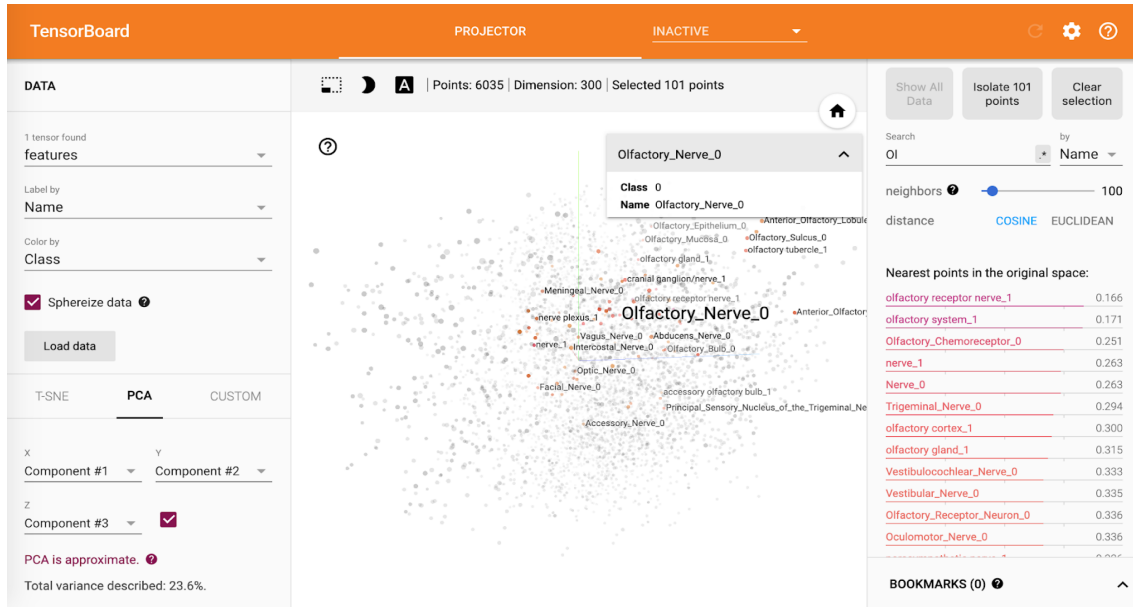 TensorBoard
PROJECTOR
INACTIVE
DATA
1 tensor found
features
Label by
Name
Color by
Class
Sphereize data
Load data
T-SNE
PCA
CUSTOM
X
Component #1
Y
Component #2
Z
Component #3
PCA is approximate.
Total variance described: 23.6%.
A
Points: 6035 | Dimension: 300 | Selected 101 points
Olfactory_Nerve_0
Class 0
Name Olfactory_Nerve_0
Olfactory_Epithelium_0
Anterior_Olfactory_Lobule
Olfactory_Mucosa_0
Olfactory_Sulcus_0
olfactory tubercle_1
olfactory gland_1
cranial ganglion/nerve_1
Meningeal_Nerve_0
olfactory receptor nerve_1
Olfactory_Nerve_0
Anterior_Olfactory
nerve plexus_1
Vagus_Nerve_0
Abducens_Nerve_0
nerve_1
Intercostal_Nerve_0
Olfactory_Bulb_0
Optic_Nerve_0
Facial_Nerve_0
accessory olfactory bulb_1
Principal_Sensory_Nucleus_of_the_Trigeminal_Ne
Accessory_Nerve_0
Show All Data
Isolate 101 points
Clear selection
Search
Ol
.*
by
Name
neighbors
100
distance
COSINE
EUCLIDEAN
Nearest points in the original space:
olfactory receptor nerve_1 0.166
olfactory system_1 0.171
Olfactory_Chemoreceptor_0 0.251
nerve_1 0.263
Nerve_0 0.263
Trigeminal_Nerve_0 0.294
olfactory cortex_1 0.300
olfactory gland_1 0.315
Vestibulocochlear_Nerve_0 0.333
Vestibular_Nerve_0 0.335
Olfactory_Receptor_Neuron_0 0.336
Oculomotor_Nerve_0 0.336
BOOKMARKS (0)